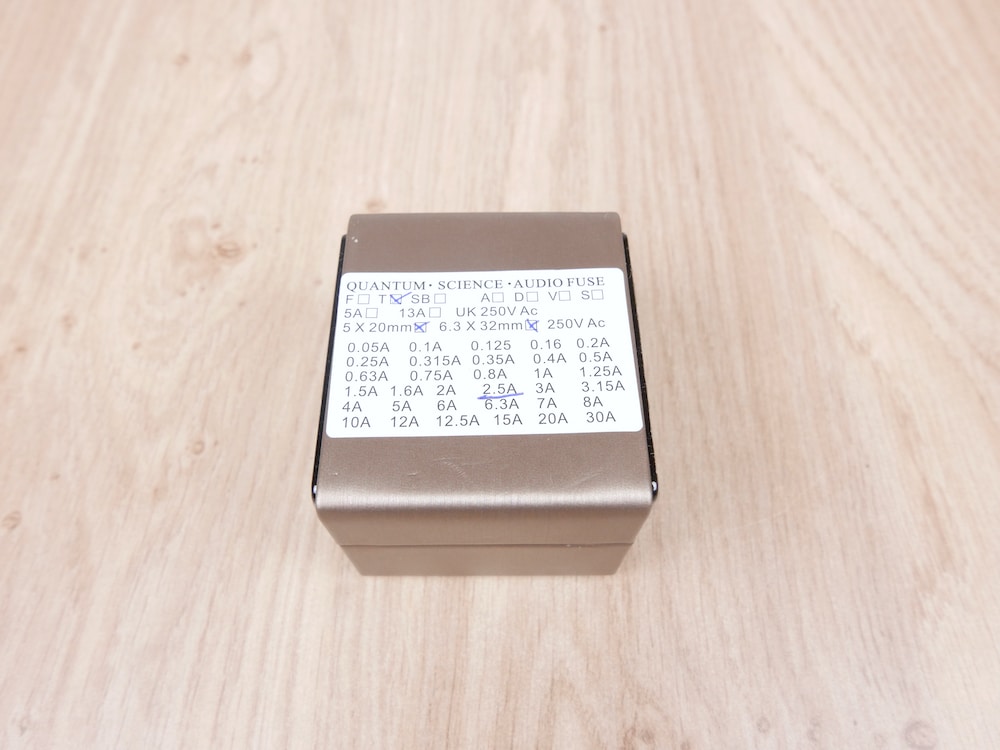 QUANTUM · SCIENCE · AUDIO FUSE
F☐ T☑ SB☐ A☐ D☐ V☐ S☐
5A☐ 13A☐ UK 250V Ac
5 X 20mm☒ 6.3 X 32mm☒ 250V Ac
0.05A 0.1A 0.125 0.16 0.2A
0.25A 0.315A 0.35A 0.4A 0.5A
0.63A 0.75A 0.8A 1A 1.25A
1.5A 1.6A 2A 2.5A 3A 3.15A
4A 5A 6A 6.3A 7A 8A
10A 12A 12.5A 15A 20A 30A